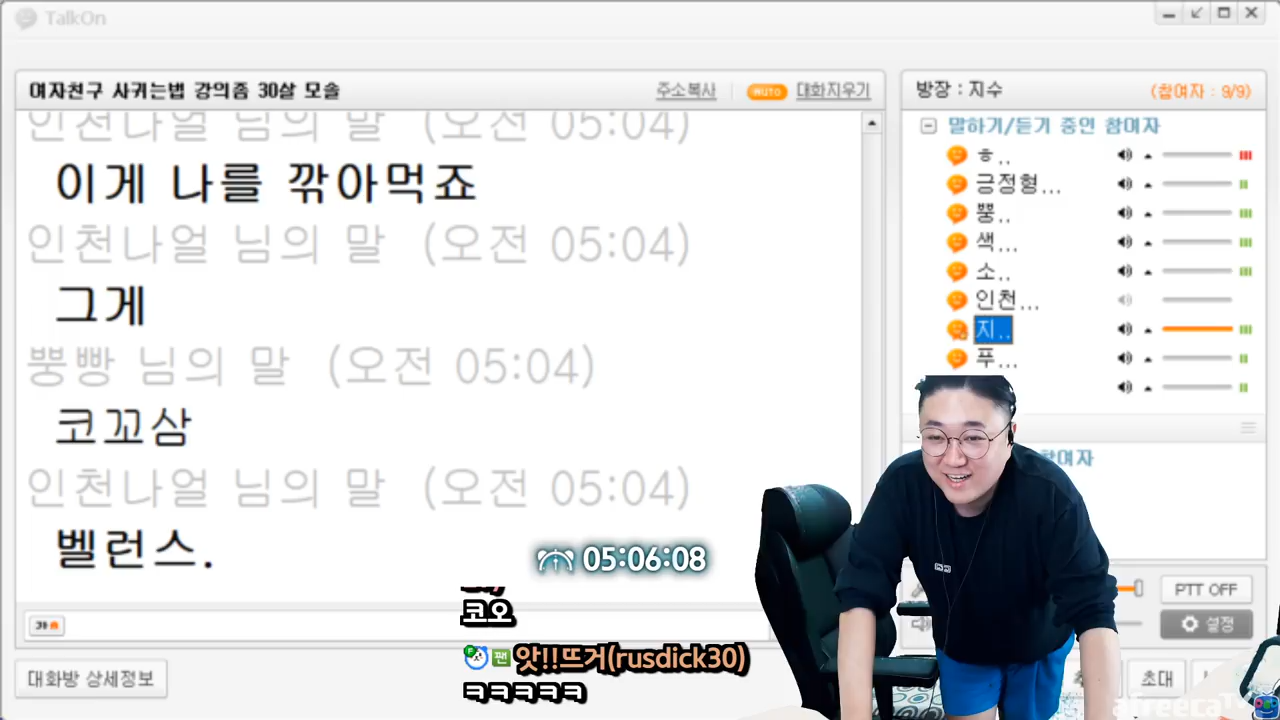 TalkOn
여자친구 사귀는법 강의좀 30살 모솔
주소복사
AUTO
대화지우기
인천나얼 님의 말 (오전 05:04)
이게 나를 깎아먹죠
인천나얼 님의 말 (오전 05:04)
그게
뿡빵 님의 말 (오전 05:04)
코꼬삼
인천나얼 님의 말 (오전 05:04)
벨런스.
05:06:08
코오
팬 앗!!뜨거(rusdick30)
ㅋㅋㅋㅋㅋ
대화방 상세정보
방장 : 지수
(참여자 : 9/9)
말하기/듣기 중인 참여자
ㅎ..
긍정형...
뿡..
색...
소..
인천...
지..
푸...
참여자
PTT OFF
설정
초대
afreecaTV